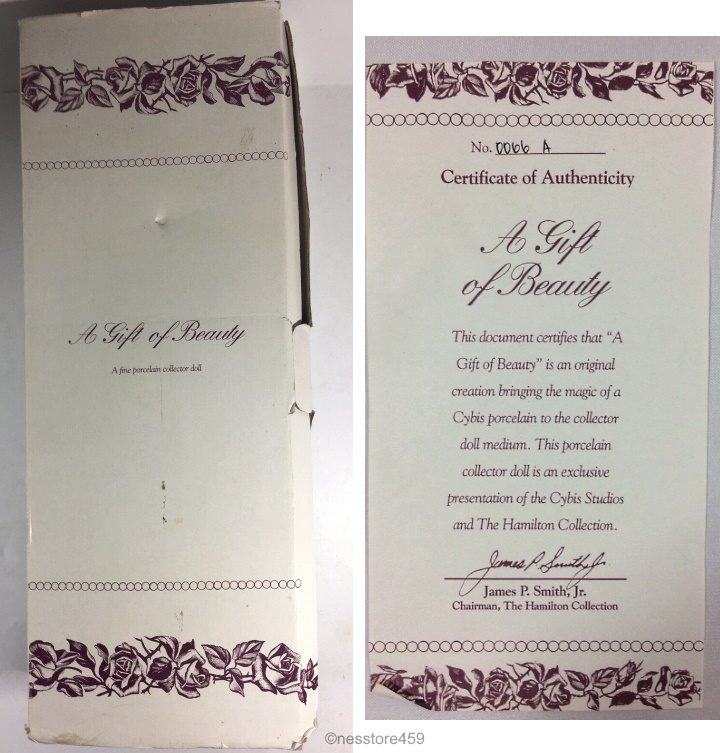 A Gift of Beauty
A fine porcelain collector doll
No. 0066 A
Certificate of Authenticity
A Gift
of Beauty
This document certifies that “A
Gift of Beauty” is an original
creation bringing the magic of a
Cybis porcelain to the collector
doll medium. This porcelain
collector doll is an exclusive
presentation of the Cybis Studios
and The Hamilton Collection.
James P. Smith, Jr.
James P. Smith, Jr.
Chairman, The Hamilton Collection
©nesstore459